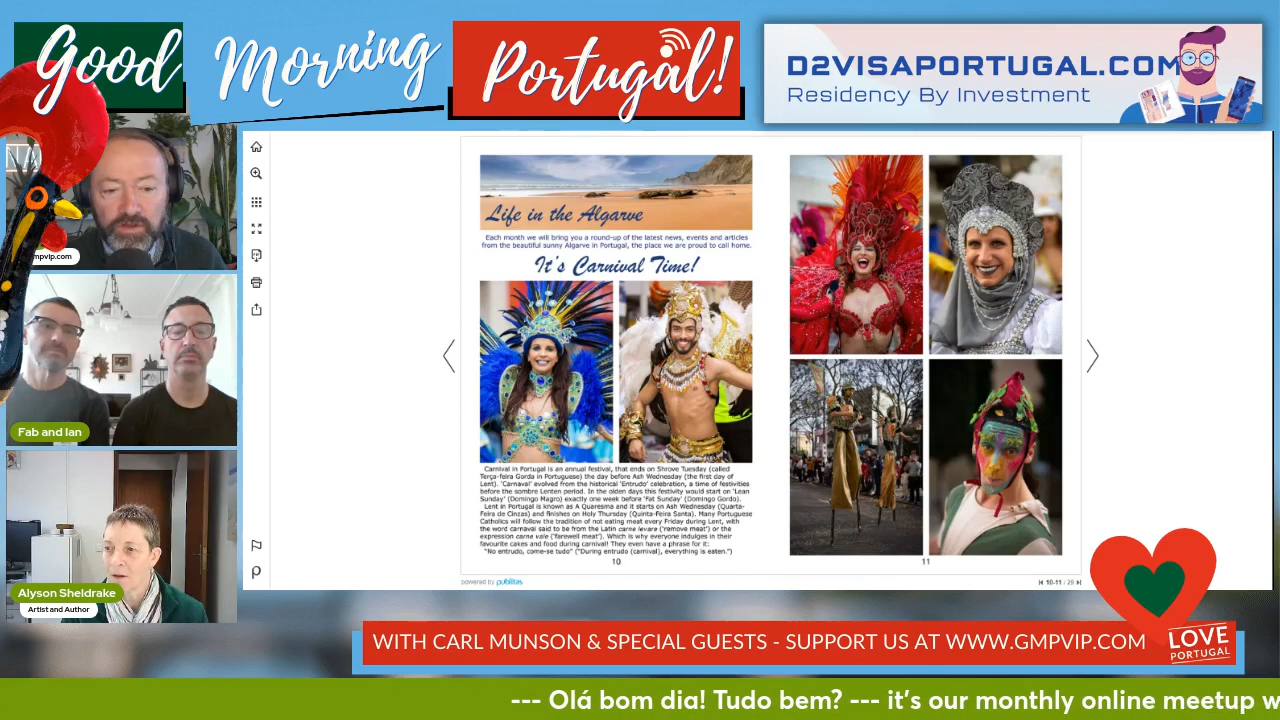 Good Morning Portugal!
D2VISAPORTUGAL.COM
Residency By Investment
mpvip.com
Fab and Ian
Alyson Sheldrake
Artist and Author
Life in the Algarve
Each month we will bring you a round-up of the latest news, events and articles
from the beautiful sunny Algarve in Portugal, the place we are proud to call home.
It's Carnival Time!
Carnival in Portugal is an annual festival, that ends on Shrove Tuesday (called
Terça-feira Gorda in Portuguese) the day before Ash Wednesday (the first day of
Lent). 'Carnaval' evolved from the historical 'Entrudo' celebration, a time of festivities
before the sombre Lenten period. In the olden days this festivity would start on 'Lean
Sunday' (Domingo Magro) exactly one week before 'Fat Sunday' (Domingo Gordo).
Lent in Portugal is known as A Quaresma and it starts on Ash Wednesday (Quarta-
Feira de Cinzas) and finishes on Holy Thursday (Quinta-Feira Santa). Many Portuguese
Catholics will follow the tradition of not eating meat every Friday during Lent, with
the word carnaval said to be from the Latin carne levare ('remove meat') or the
expression carne vale ('farewell meat'). Which is why everyone indulges in their
favourite cakes and food during carnival! They even have a phrase for it:
"No entrudo, come-se tudo" ("During entrudo (carnival), everything is eaten.")
10
11
powered by publitas
10-11 / 29
WITH CARL MUNSON & SPECIAL GUESTS - SUPPORT US AT WWW.GMPVIP.COM
LOVE
PORTUGAL
--- Olá bom dia! Tudo bem? --- it's our monthly online meetup w